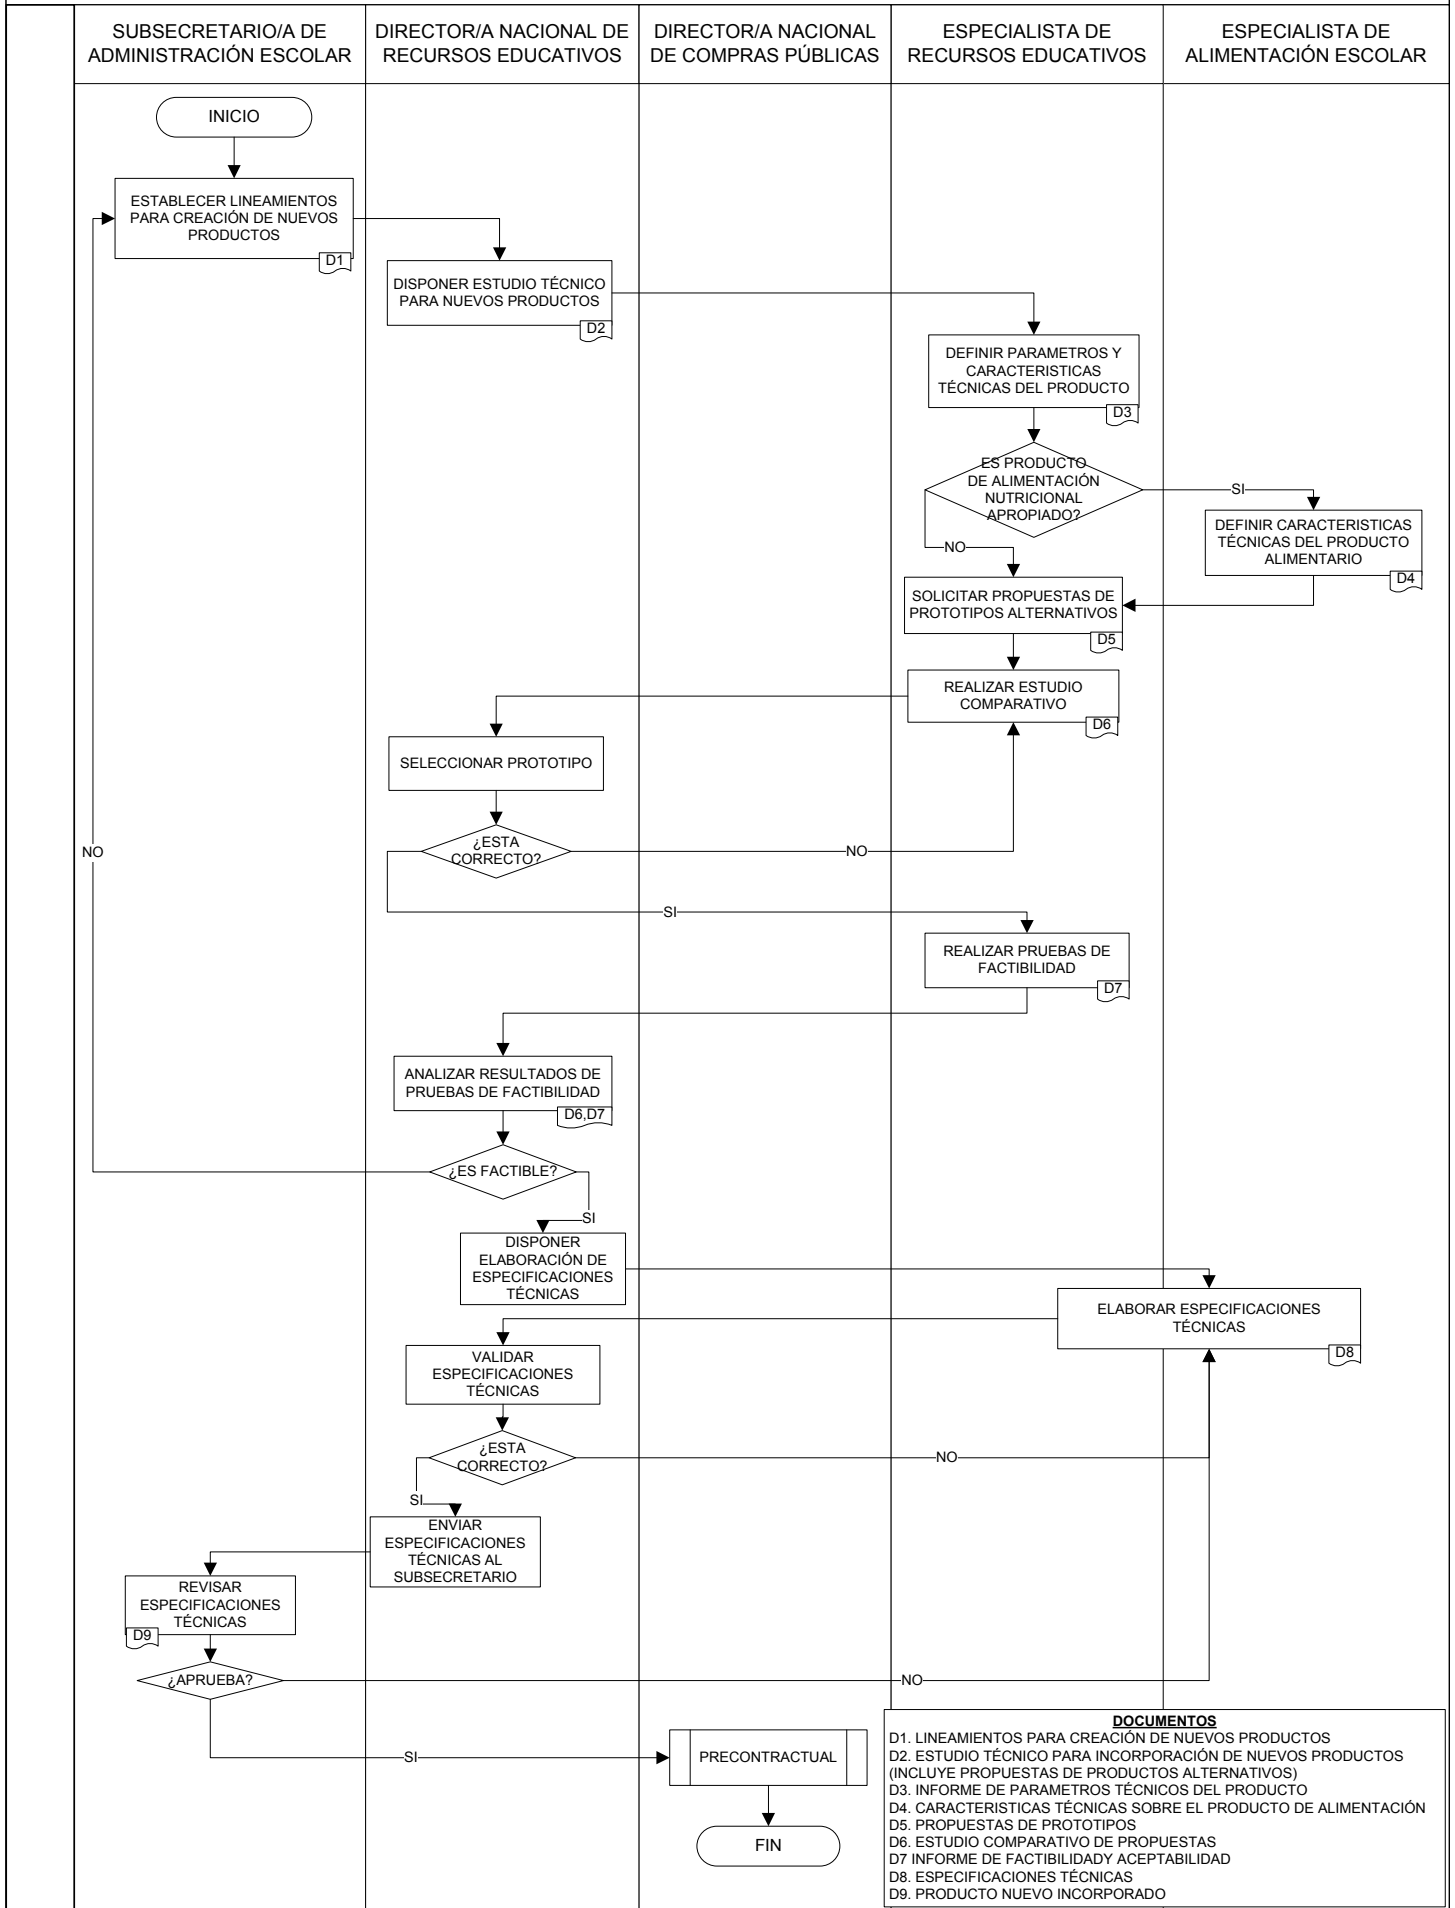 SUBSECRETARIO/A DE
ADMINISTRACIÓN ESCOLAR
DIRECTOR/A NACIONAL DE
RECURSOS EDUCATIVOS
DIRECTOR/A NACIONAL
DE COMPRAS PÚBLICAS
ESPECIALISTA DE
RECURSOS EDUCATIVOS
ESPECIALISTA DE
ALIMENTACIÓN ESCOLAR
INICIO
ESTABLECER LINEAMIENTOS
PARA CREACIÓN DE NUEVOS
PRODUCTOS
D1
DISPONER ESTUDIO TÉCNICO
PARA NUEVOS PRODUCTOS
D2
DEFINIR PARAMETROS Y
CARACTERISTICAS
TÉCNICAS DEL PRODUCTO
D3
ES PRODUCTO
DE ALIMENTACIÓN
NUTRICIONAL
APROPIADO?
SI
DEFINIR CARACTERISTICAS
TÉCNICAS DEL PRODUCTO
ALIMENTARIO
D4
NO
SOLICITAR PROPUESTAS DE
PROTOTIPOS ALTERNATIVOS
D5
REALIZAR ESTUDIO
COMPARATIVO
D6
SELECCIONAR PROTOTIPO
¿ESTA
CORRECTO?
NO
NO
SI
REALIZAR PRUEBAS DE
FACTIBILIDAD
D7
ANALIZAR RESULTADOS DE
PRUEBAS DE FACTIBILIDAD
D6,D7
¿ES FACTIBLE?
SI
DISPONER
ELABORACIÓN DE
ESPECIFICACIONES
TÉCNICAS
ELABORAR ESPECIFICACIONES
TÉCNICAS
D8
VALIDAR
ESPECIFICACIONES
TÉCNICAS
¿ESTA
CORRECTO?
NO
SI
ENVIAR
ESPECIFICACIONES
TÉCNICAS AL
SUBSECRETARIO
REVISAR
ESPECIFICACIONES
TÉCNICAS
D9
¿APRUEBA?
NO
SI
PRECONTRACTUAL
FIN
DOCUMENTOS
D1. LINEAMIENTOS PARA CREACIÓN DE NUEVOS PRODUCTOS
D2. ESTUDIO TÉCNICO PARA INCORPORACIÓN DE NUEVOS PRODUCTOS
(INCLUYE PROPUESTAS DE PRODUCTOS ALTERNATIVOS)
D3. INFORME DE PARAMETROS TÉCNICOS DEL PRODUCTO
D4. CARACTERISTICAS TÉCNICAS SOBRE EL PRODUCTO DE ALIMENTACIÓN
D5. PROPUESTAS DE PROTOTIPOS
D6. ESTUDIO COMPARATIVO DE PROPUESTAS
D7 INFORME DE FACTIBILIDADY ACEPTABILIDAD
D8. ESPECIFICACIONES TÉCNICAS
D9. PRODUCTO NUEVO INCORPORADO